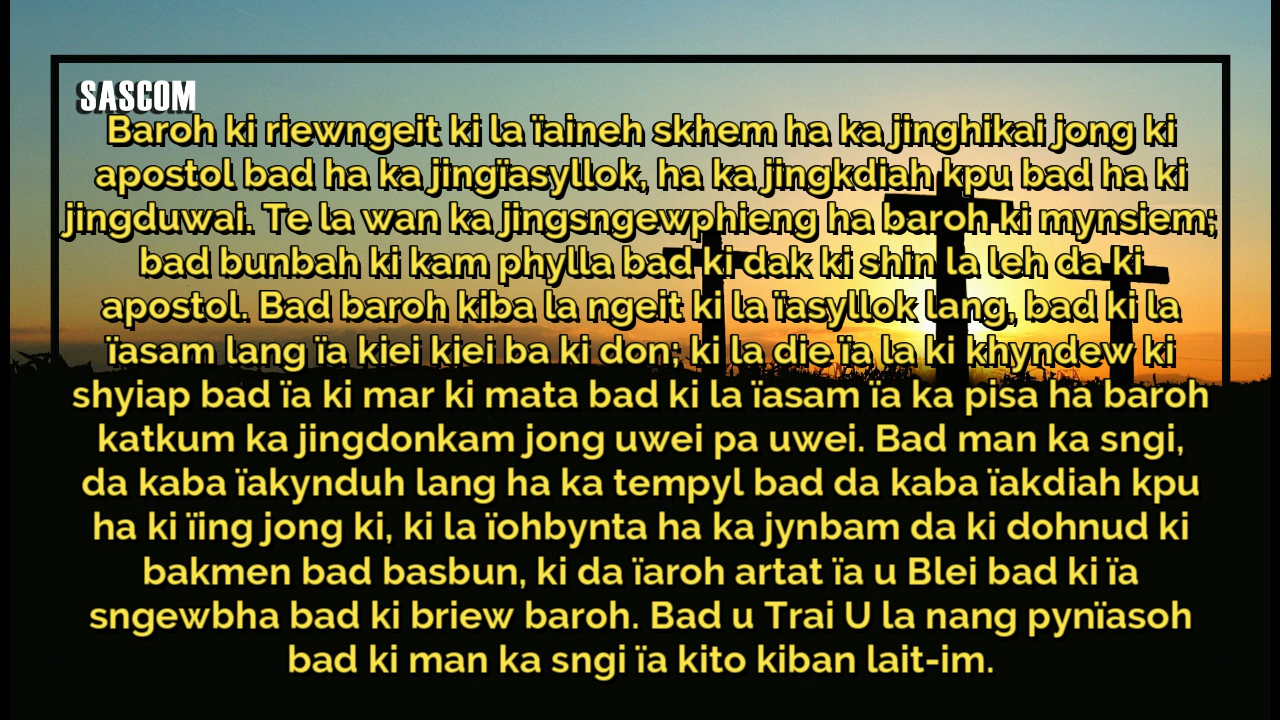 SASCOM
Baroh ki riewngeit ki la ïaineh skhem ha ka jinghikai jong ki
apostol bad ha ka jingïasyllok, ha ka jingkdiah kpu bad ha ki
jingduwai. Te la wan ka jingsngewphieng ha baroh ki mynsiem;
bad bunbah ki kam phylla bad ki dak ki shin la leh da ki
apostol. Bad baroh kiba la ngeit ki la ïasyllok lang, bad ki la
ïasam lang ïa kiei kiei ba ki don; ki la die ïa la ki khyndew ki
shyiap bad ïa ki mar ki mata bad ki la ïasam ïa ka pisa ha baroh
katkum ka jingdonkam jong uwei pa uwei. Bad man ka sngi,
da kaba ïakynduh lang ha ka tempyl bad da kaba ïakdiah kpu
ha ki ïing jong ki, ki la ïohbynta ha ka jynbam da ki dohnud ki
bakmen bad basbun, ki da ïaroh artat ïa u Blei bad ki ïa
sngewbha bad ki briew baroh. Bad u Trai U la nang pynïasoh
bad ki man ka sngi ïa kito kiban lait-im.